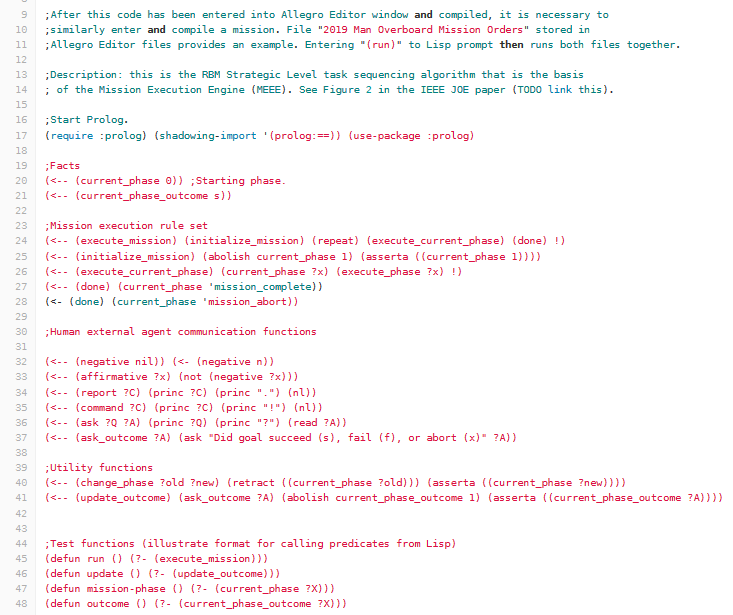 9 ;After this code has been entered into Allegro Editor window and compiled, it is necessary to
10 ;similarly enter and compile a mission. File "2019 Man Overboard Mission Orders" stored in
11 ;Allegro Editor files provides an example. Entering "(run)" to Lisp prompt then runs both files together.
12
13 ;Description: this is the RBM Strategic Level task sequencing algorithm that is the basis
14 ; of the Mission Execution Engine (MEEE). See Figure 2 in the IEEE JOE paper (TODO link this).
15
16 ;Start Prolog.
17 (require :prolog) (shadowing-import '(prolog:==)) (use-package :prolog)
18
19 ;Facts
20 (<-- (current_phase 0)) ;Starting phase.
21 (<-- (current_phase_outcome s))
22
23 ;Mission execution rule set
24 (<-- (execute_mission) (initialize_mission) (repeat) (execute_current_phase) (done) !)
25 (<-- (initialize_mission) (abolish current_phase 1) (asserta ((current_phase 1))))
26 (<-- (execute_current_phase) (current_phase ?x) (execute_phase ?x) !)
27 (<-- (done) (current_phase 'mission_complete))
28 (<- (done) (current_phase 'mission_abort))
29
30 ;Human external agent communication functions
31
32 (<-- (negative nil)) (<- (negative n))
33 (<-- (affirmative ?x) (not (negative ?x)))
34 (<-- (report ?C) (princ ?C) (princ ".") (nl))
35 (<-- (command ?C) (princ ?C) (princ "!") (nl))
36 (<-- (ask ?Q ?A) (princ ?Q) (princ "?") (read ?A))
37 (<-- (ask_outcome ?A) (ask "Did goal succeed (s), fail (f), or abort (x)" ?A))
38
39 ;Utility functions
40 (<-- (change_phase ?old ?new) (retract ((current_phase ?old))) (asserta ((current_phase ?new))))
41 (<-- (update_outcome) (ask_outcome ?A) (abolish current_phase_outcome 1) (asserta ((current_phase_outcome ?A))))
42
43
44 ;Test functions (illustrate format for calling predicates from Lisp)
45 (defun run () (?- (execute_mission)))
46 (defun update () (?- (update_outcome)))
47 (defun mission-phase () (?- (current_phase ?X)))
48 (defun outcome () (?- (current_phase_outcome ?X)))